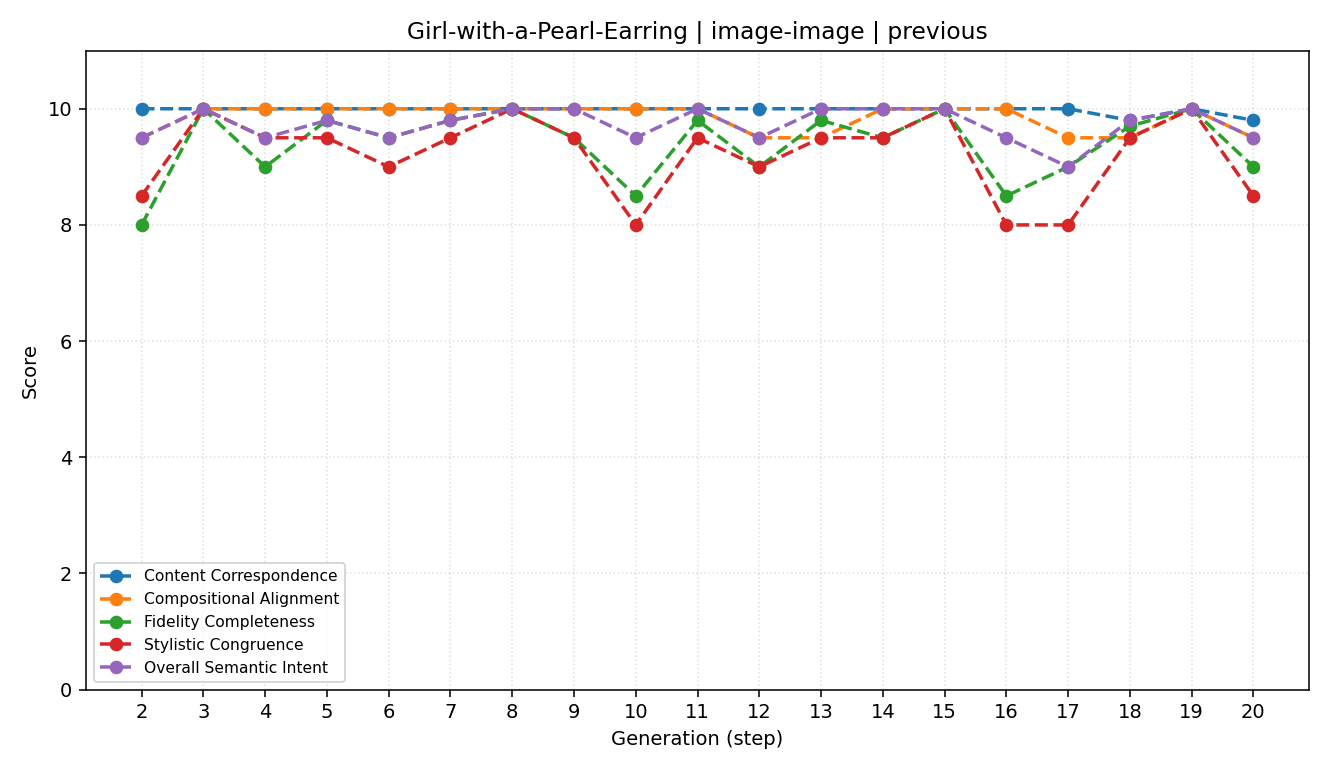 Girl-with-a-Pearl-Earring | image-image | previous
Score
10
8
6
4
2
0
Content Correspondence
Compositional Alignment
Fidelity Completeness
Stylistic Congruence
Overall Semantic Intent
2 3 4 5 6 7 8 9 10 11 12 13 14 15 16 17 18 19 20
Generation (step)